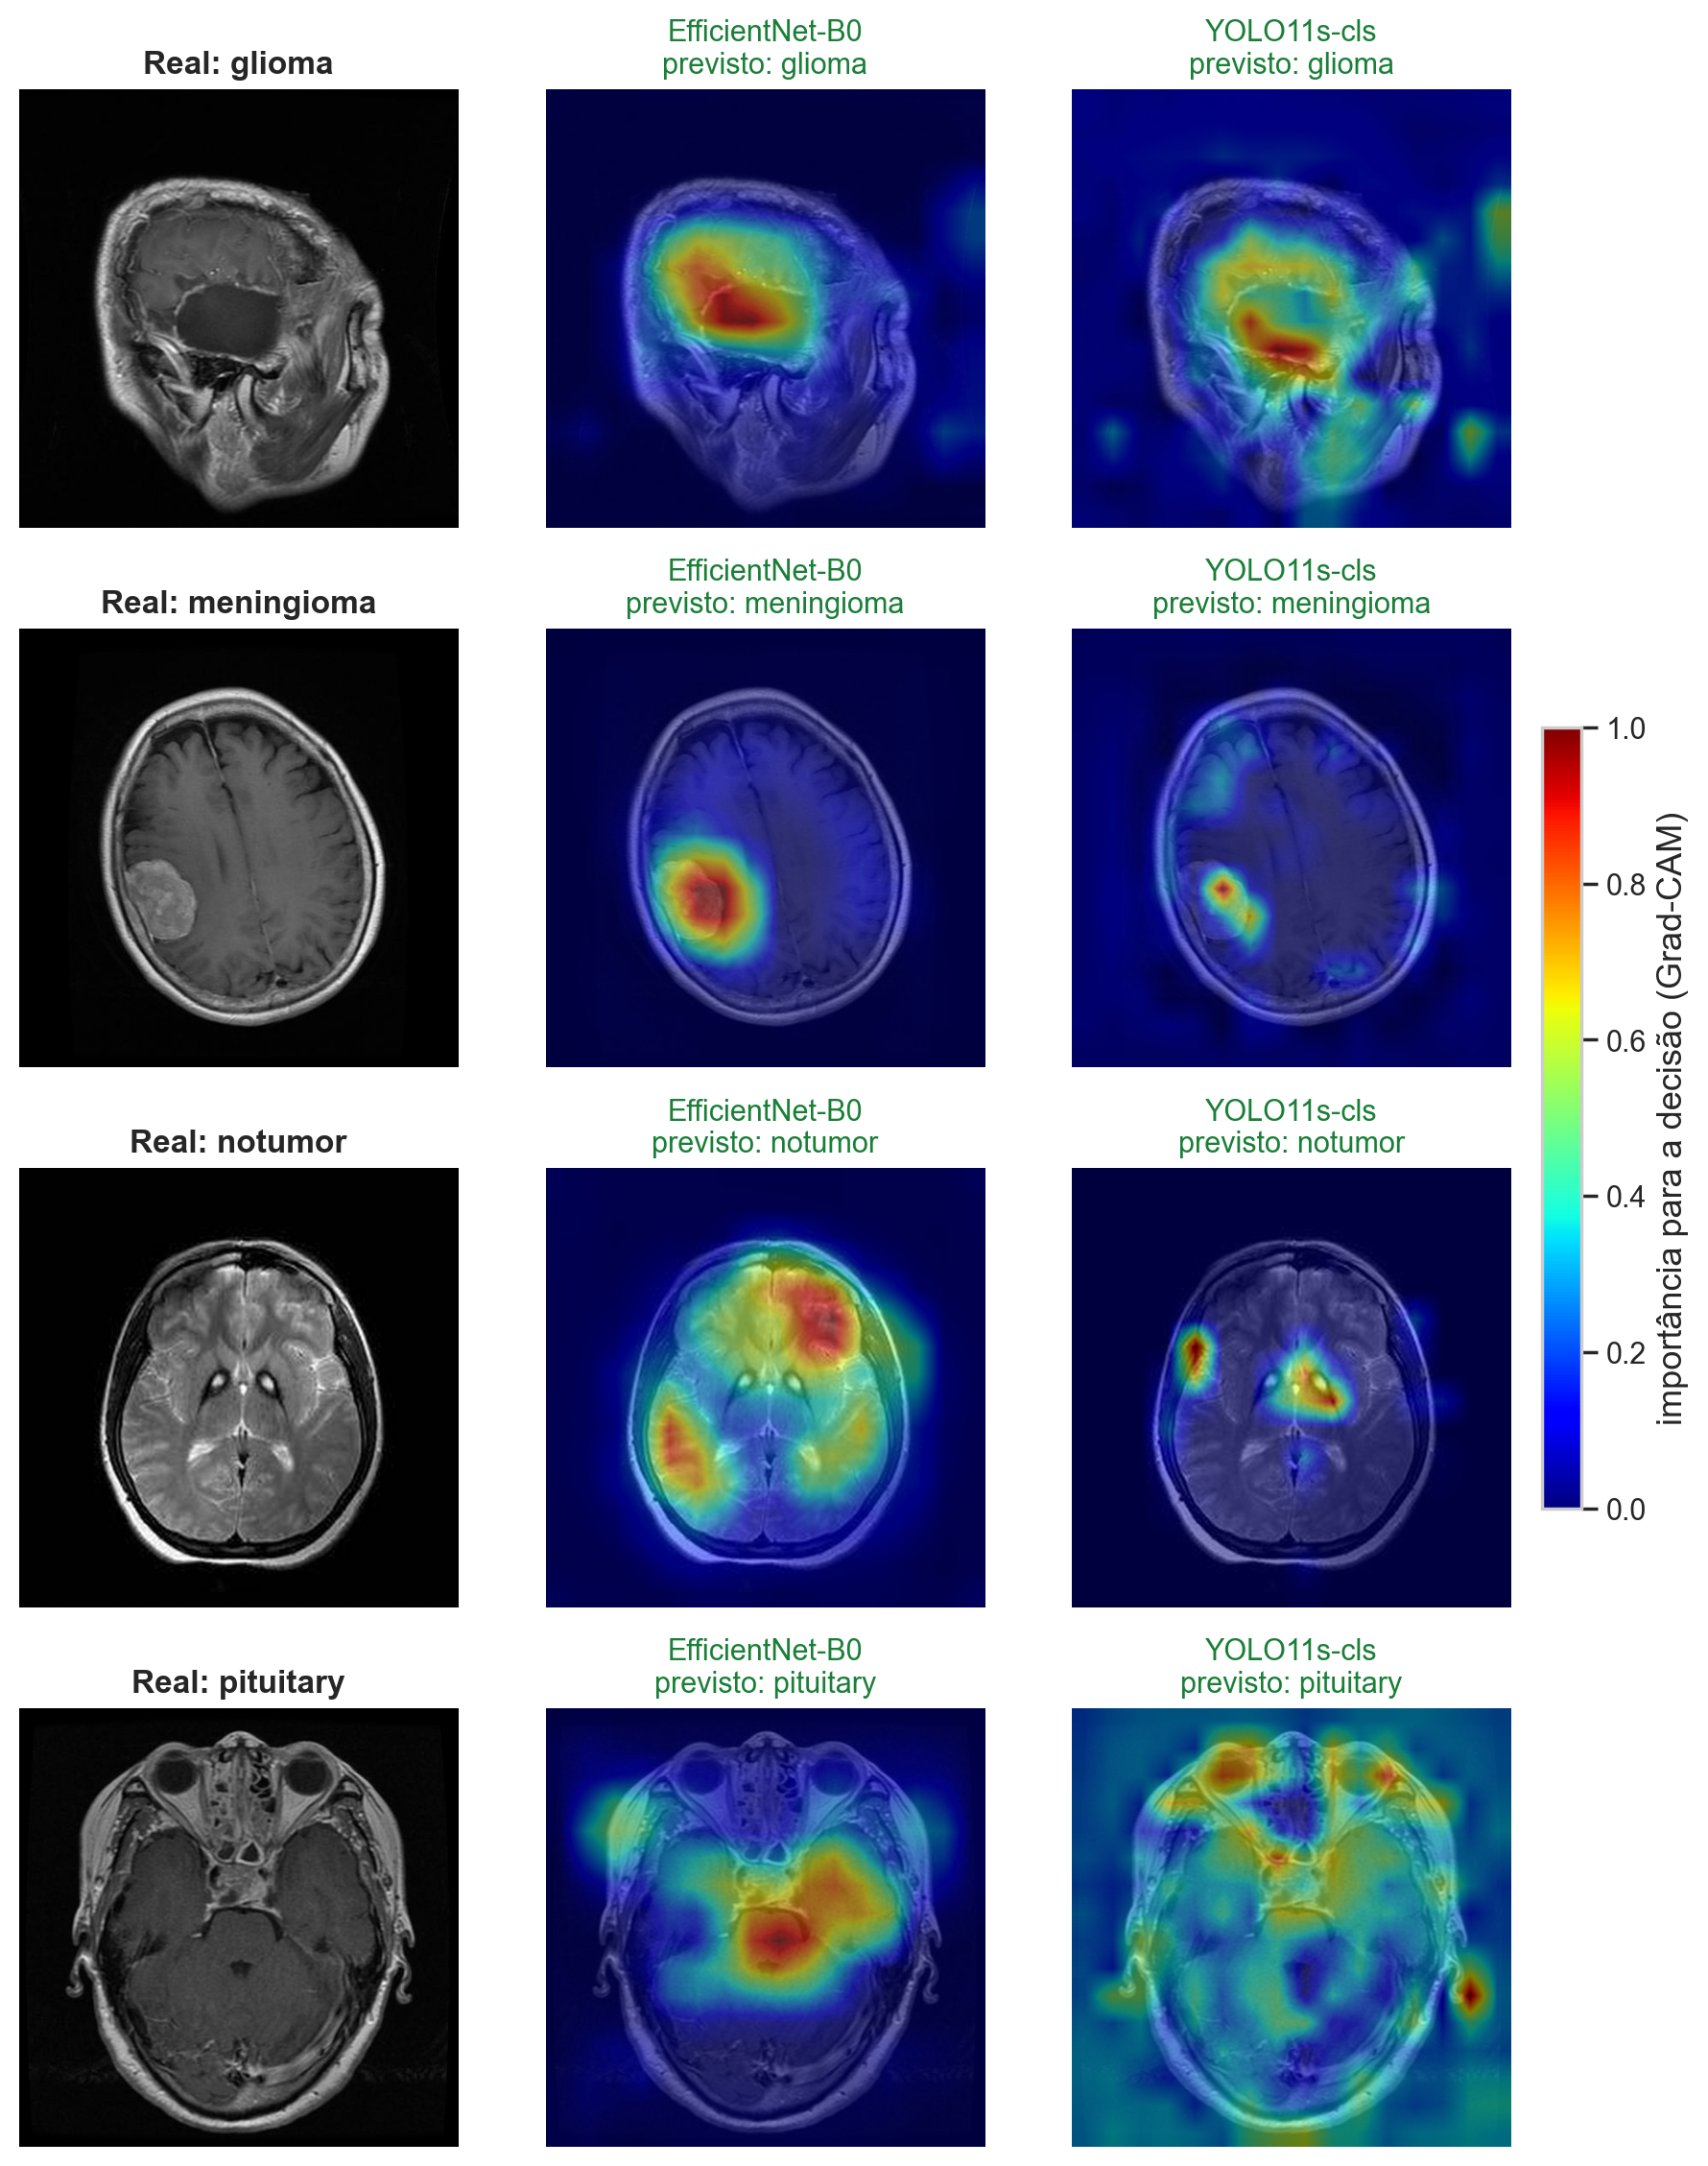 Real: glioma
EfficientNet-B0
previsto: glioma
YOLO11s-cls
previsto: glioma
Real: meningioma
EfficientNet-B0
previsto: meningioma
YOLO11s-cls
previsto: meningioma
Real: notumor
EfficientNet-B0
previsto: notumor
YOLO11s-cls
previsto: notumor
Real: pituitary
EfficientNet-B0
previsto: pituitary
YOLO11s-cls
previsto: pituitary
1.0
0.8
0.6
0.4
0.2
0.0
importância para a decisão (Grad-CAM)